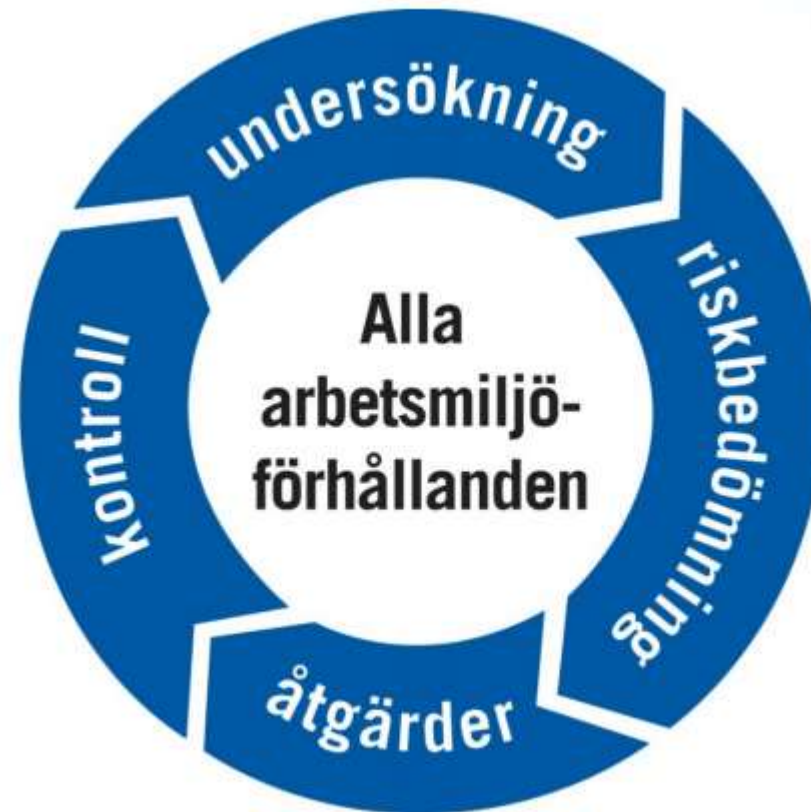 undersökning
riskbedömning
åtgärder
kontroll
Alla
arbetsmiljö-
förhållanden